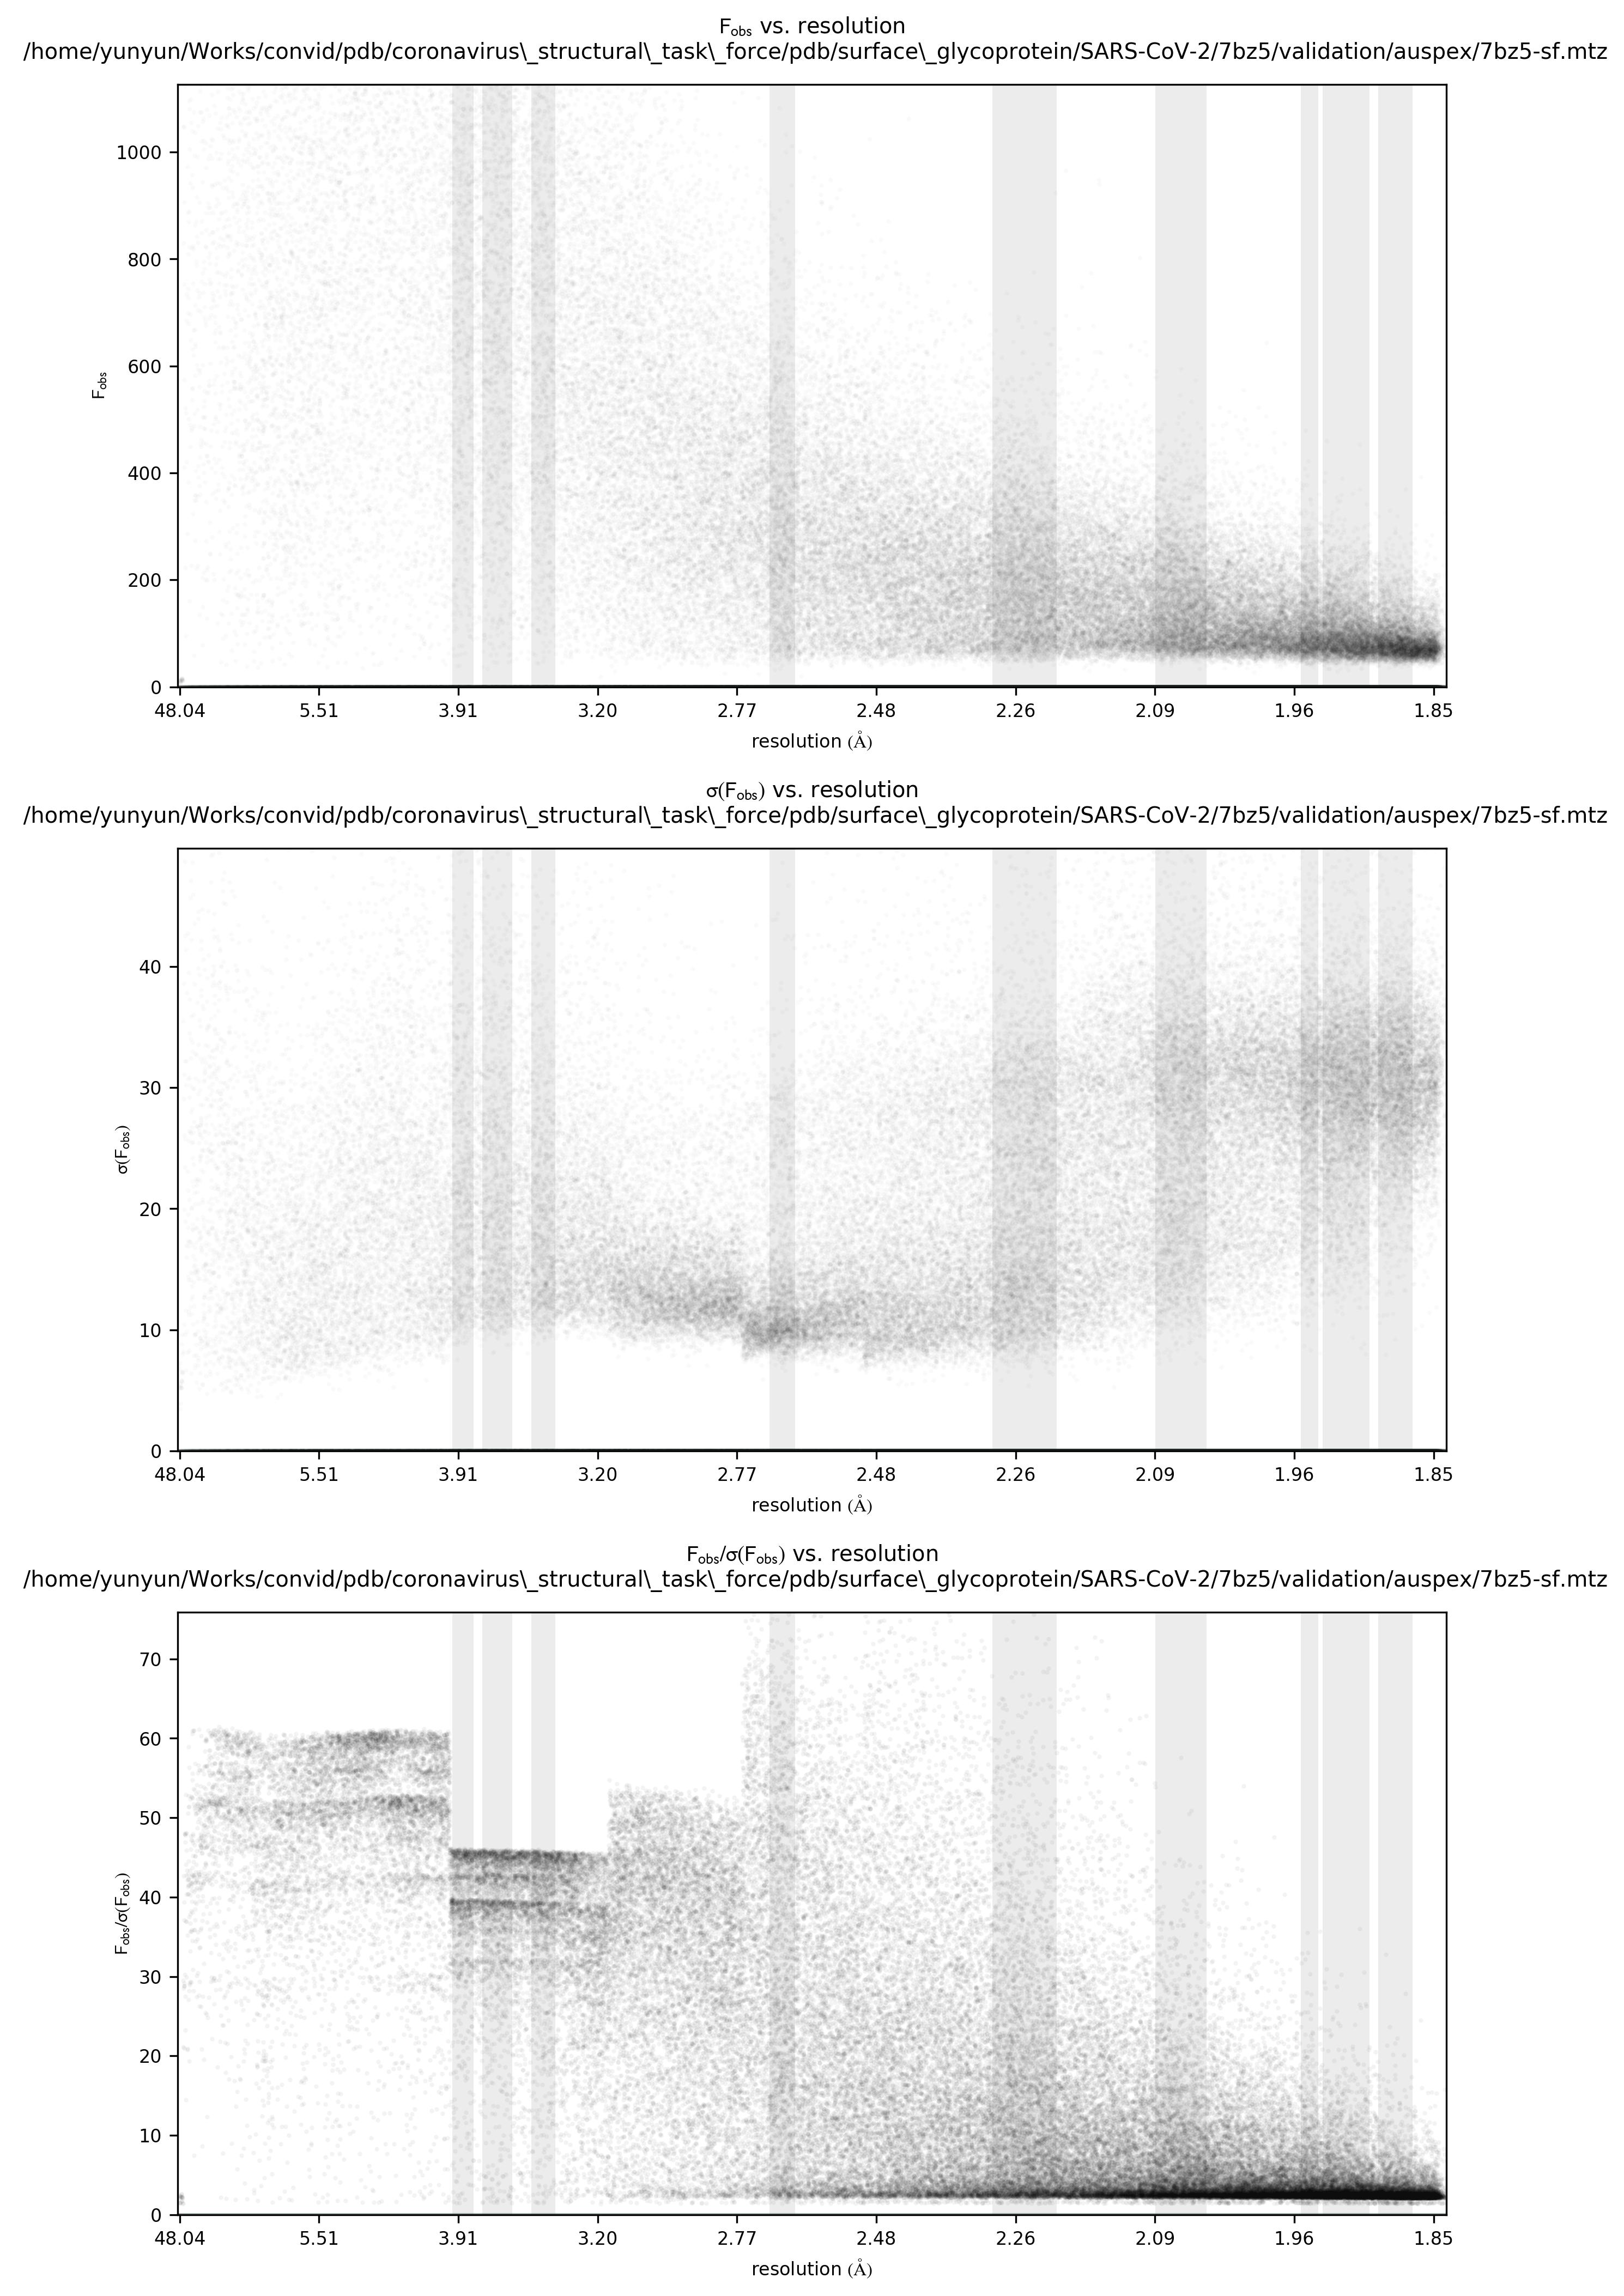 Fobs vs. resolution
/home/yunyun/Works/convid/pdb/coronavirus\_structural\_task\_force/pdb/surface\_glycoprotein/SARS-CoV-2/7bz5/validation/auspex/7bz5-sf.mtz
1000
800
600
400
200
0
Fobs
48.04 5.51 3.91 3.20 2.77 2.48 2.26 2.09 1.96 1.85
resolution (Å)
σ(Fobs) vs. resolution
/home/yunyun/Works/convid/pdb/coronavirus\_structural\_task\_force/pdb/surface\_glycoprotein/SARS-CoV-2/7bz5/validation/auspex/7bz5-sf.mtz
40
30
20
10
0
σ(Fobs)
48.04 5.51 3.91 3.20 2.77 2.48 2.26 2.09 1.96 1.85
resolution (Å)
Fobs/σ(Fobs) vs. resolution
/home/yunyun/Works/convid/pdb/coronavirus\_structural\_task\_force/pdb/surface\_glycoprotein/SARS-CoV-2/7bz5/validation/auspex/7bz5-sf.mtz
70
60
50
40
30
20
10
0
Fobs/σ(Fobs)
48.04 5.51 3.91 3.20 2.77 2.48 2.26 2.09 1.96 1.85
resolution (Å)